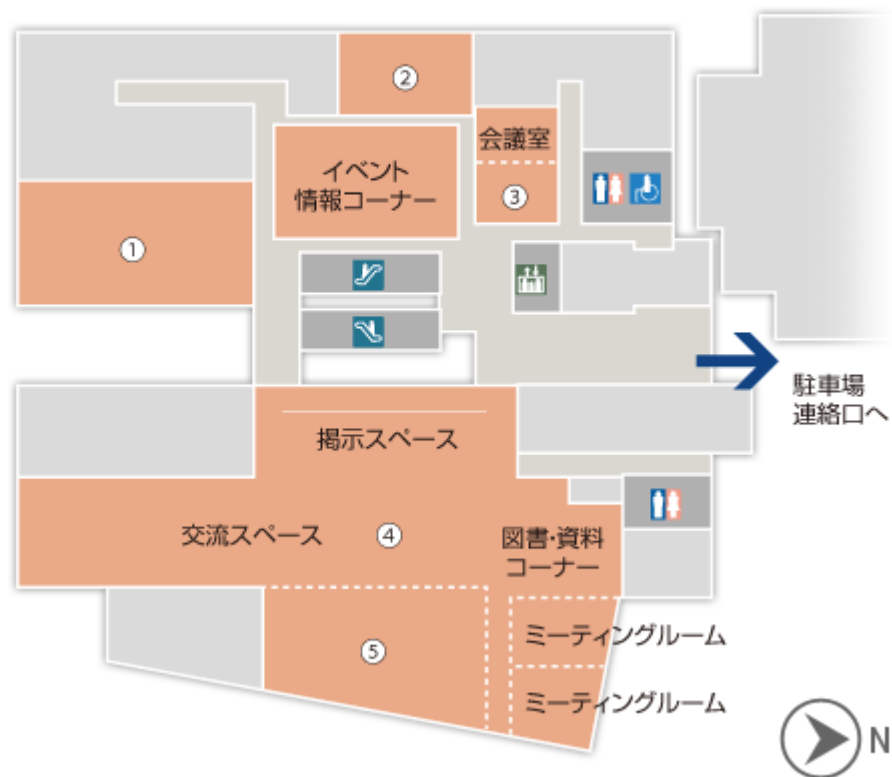 ②
会議室
イベント
情報コーナー
③
①
駐車場
連絡口へ
掲示スペース
交流スペース
④
図書・資料
コーナー
⑤
ミーティングルーム
ミーティングルーム
N